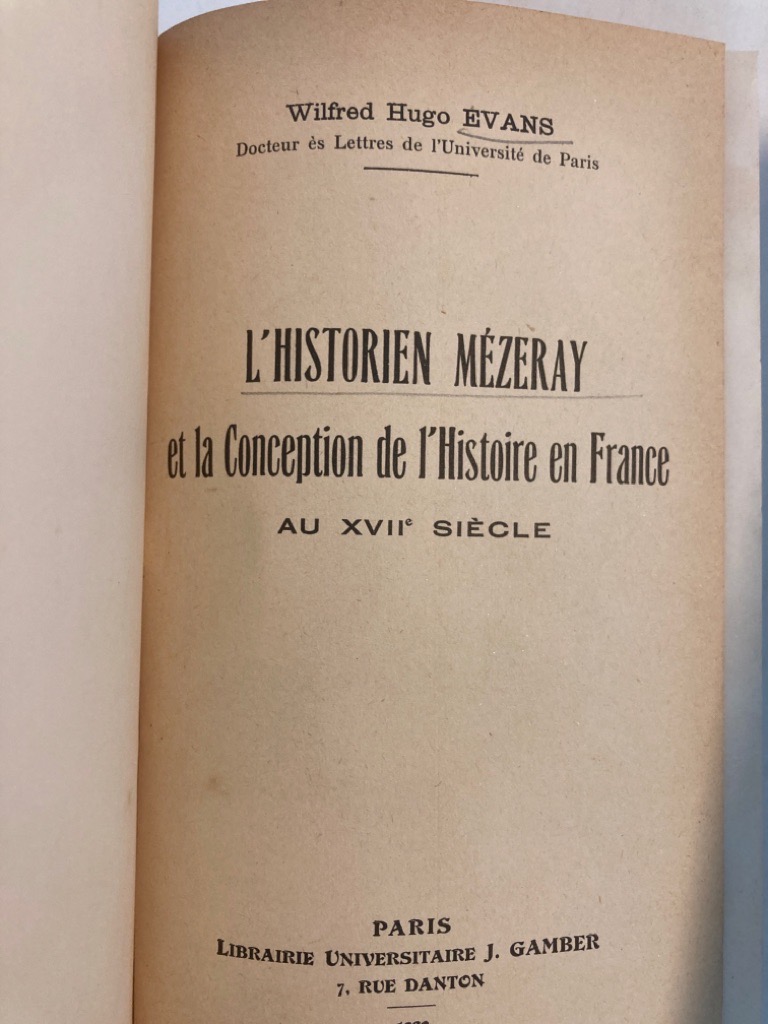 Wilfred Hugo EVANS
Docteur ès Lettres de l'Université de Paris
L'HISTORIEN MÉZERAY
et la Conception de l'Histoire en France
AU XVIIe SIÈCLE
PARIS
LIBRAIRIE UNIVERSITAIRE J. GAMBER
7, RUE DANTON